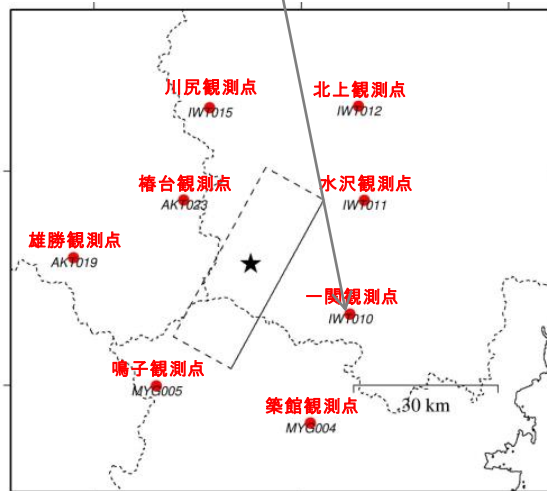 川尻観測点
IWT015
北上観測点
IWT012
椿台観測点
AKT023
水沢観測点
IWT011
雄勝観測点
AKT019
一関観測点
IWT010
鳴子観測点
MYG005
30 km
築館観測点
MYG004